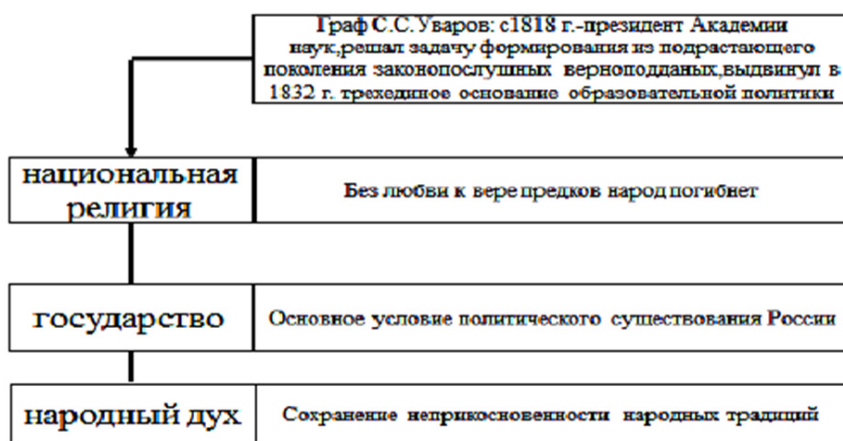 Граф С.С.Уваров: с1818 г.-президент Академии
наук,решал задачу формирования из подрастающего
поколения законопослушных верноподданых,выдвинул в
1832 г. трехединое основание образовательной политики
национальная
религия
Без любви к вере предков народ погибнет
государство
Основное условие политического существования России
народный дух
Сохранение неприкосновенности народных традиций